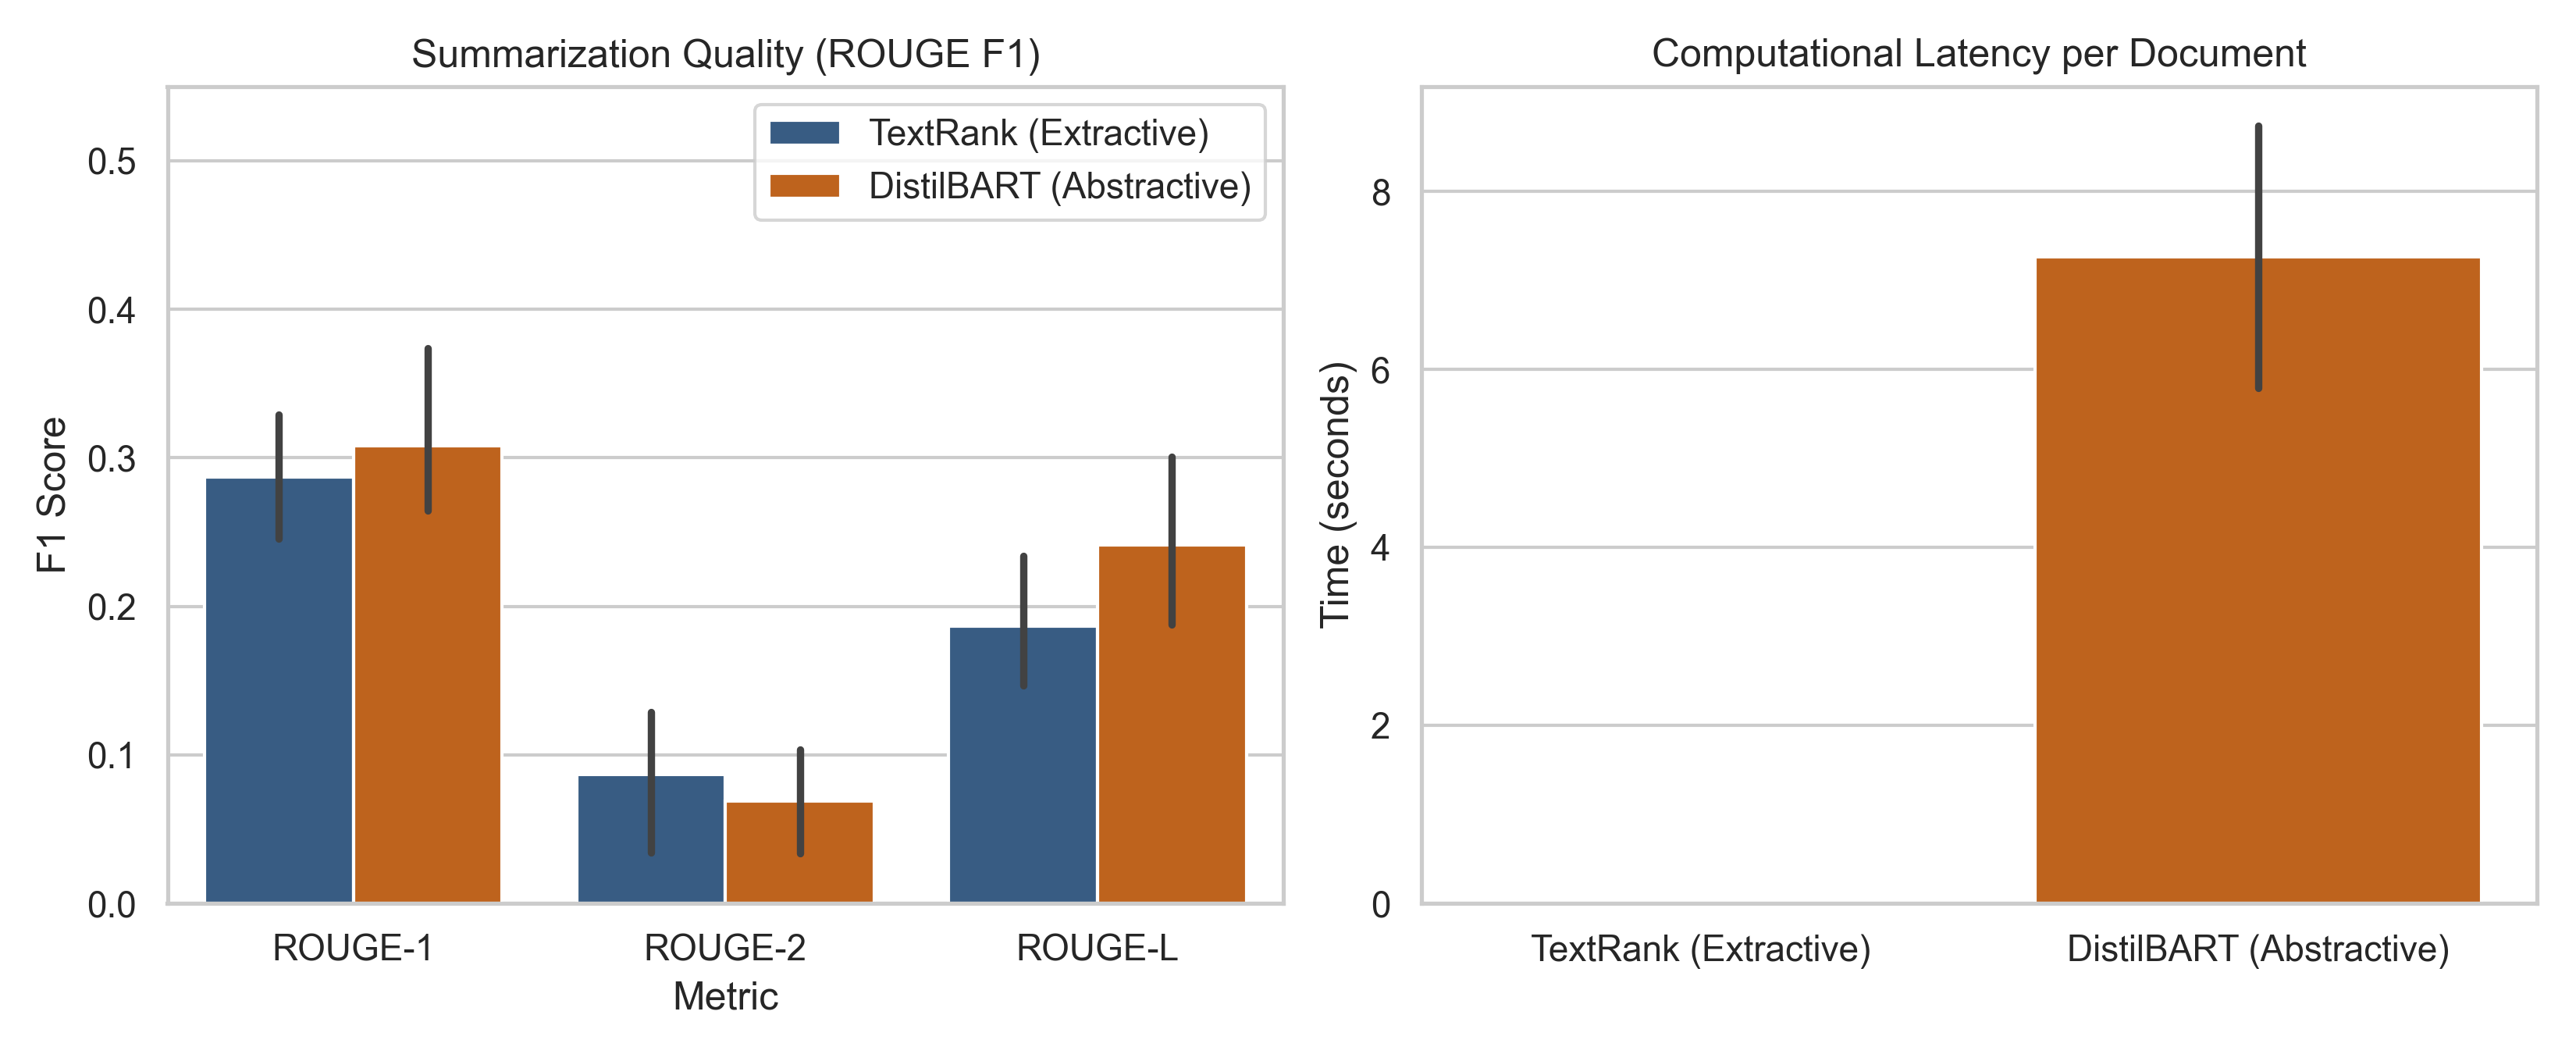 Summarization Quality (ROUGE F1)
TextRank (Extractive)
DistilBART (Abstractive)
F1 Score
0.5
0.4
0.3
0.2
0.1
0.0
ROUGE-1 ROUGE-2 ROUGE-L
Metric
Computational Latency per Document
Time (seconds)
8
6
4
2
0
TextRank (Extractive) DistilBART (Abstractive)